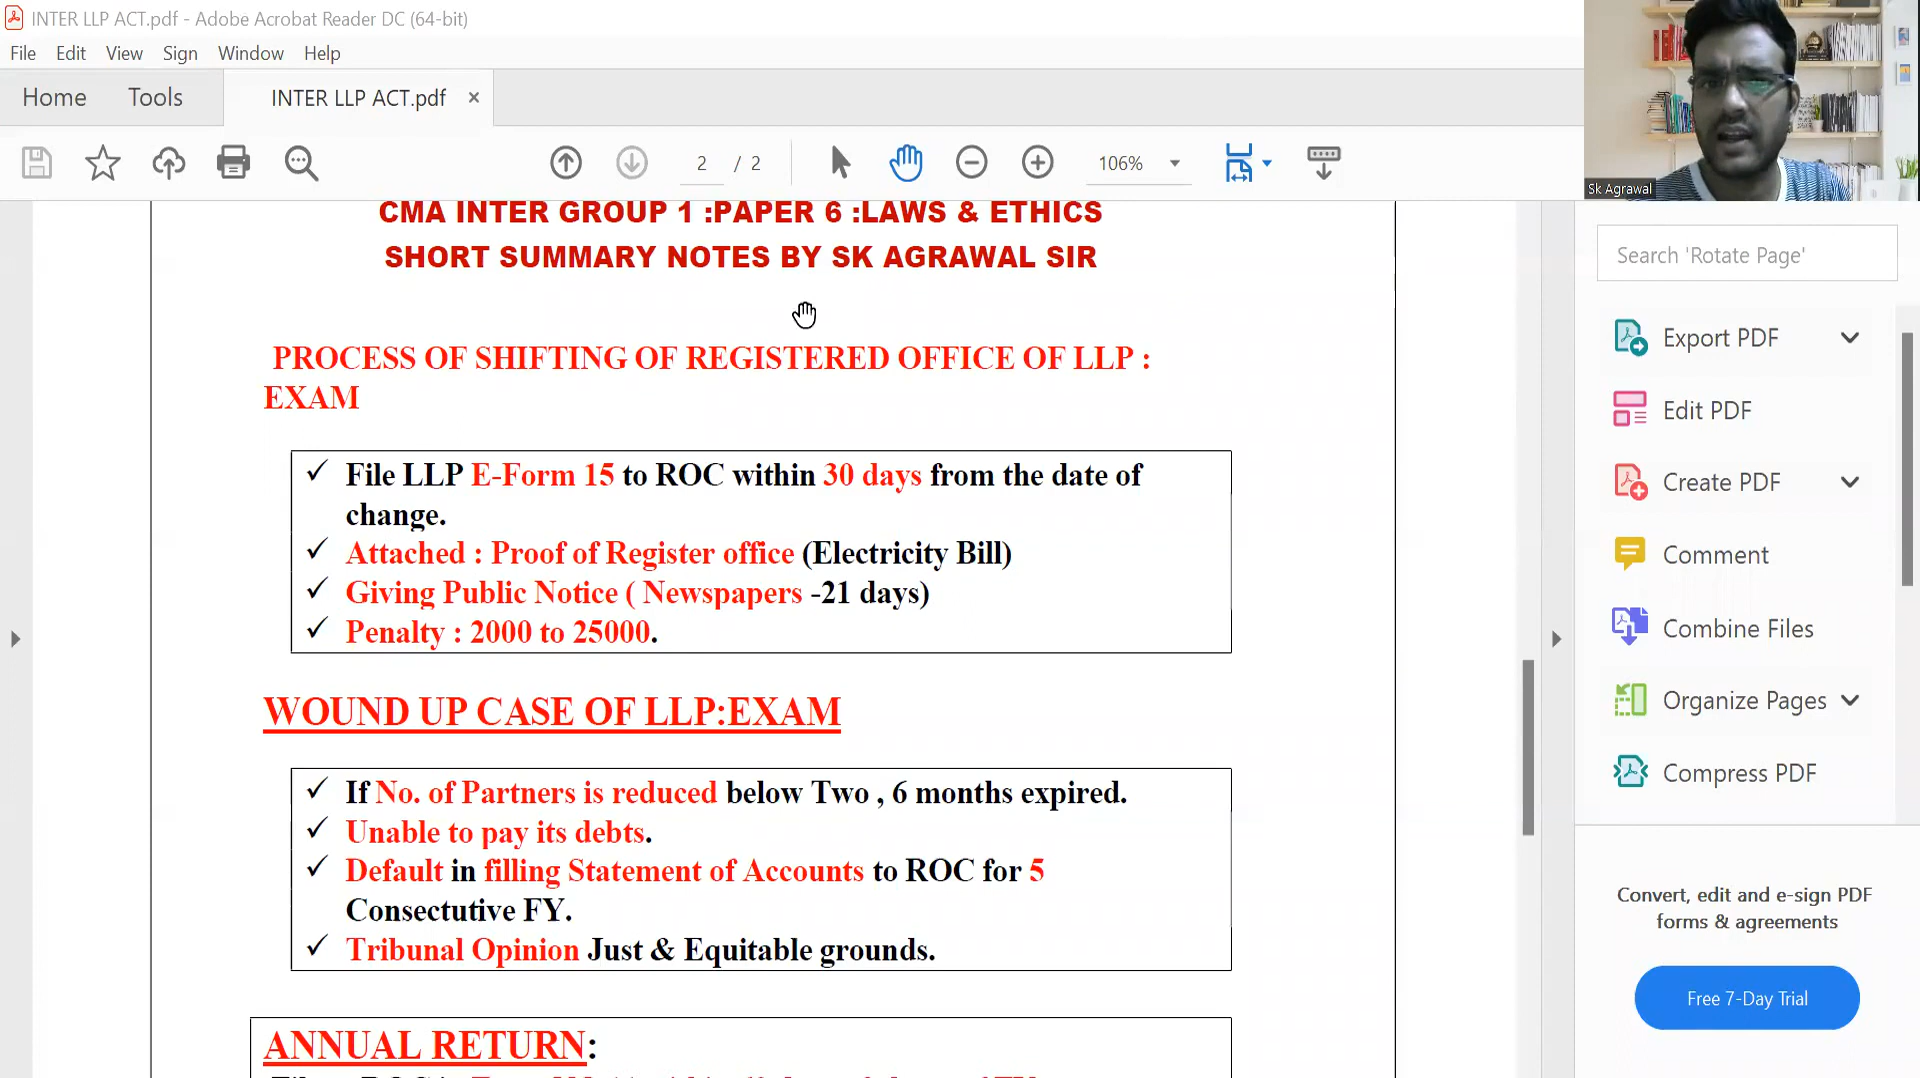 INTER LLP ACT.pdf - Adobe Acrobat Reader DC (64-bit)
File Edit View Sign Window Help
Home Tools INTER LLP ACT.pdf ×
2 / 2 106%
Sk Agrawal
CMA INTER GROUP 1 :PAPER 6 :LAWS & ETHICS
SHORT SUMMARY NOTES BY SK AGRAWAL SIR
PROCESS OF SHIFTING OF REGISTERED OFFICE OF LLP :
EXAM
✓ File LLP E-Form 15 to ROC within 30 days from the date of
change.
✓ Attached : Proof of Register office (Electricity Bill)
✓ Giving Public Notice ( Newspapers -21 days)
✓ Penalty : 2000 to 25000.
WOUND UP CASE OF LLP:EXAM
✓ If No. of Partners is reduced below Two , 6 months expired.
✓ Unable to pay its debts.
✓ Default in filling Statement of Accounts to ROC for 5
Consectutive FY.
✓ Tribunal Opinion Just & Equitable grounds.
ANNUAL RETURN:
Search 'Rotate Page'
Export PDF
Edit PDF
Create PDF
Comment
Combine Files
Organize Pages
Compress PDF
Convert, edit and e-sign PDF
forms & agreements
Free 7-Day Trial